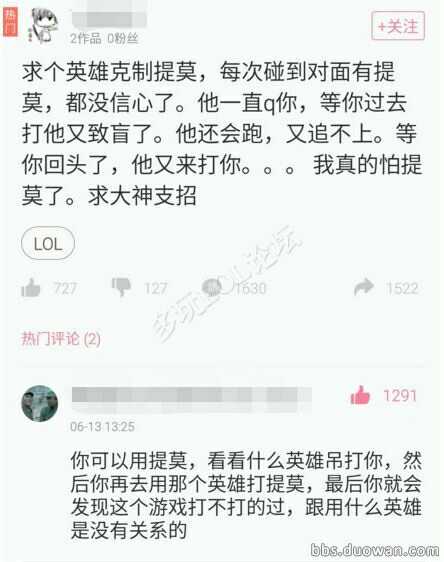 热门
2作品 0粉丝
+关注
求个英雄克制提莫，每次碰到对面有提
莫，都没信心了。他一直q你，等你过去
打他又致盲了。他还会跑，又追不上。等
你回头了，他又来打你。。。 我真的怕提
莫了。求大神支招
LOL
727 127 1630 1522
多玩LOL论坛
热门评论 (2)
1291
06-13 13:25
你可以用提莫，看看什么英雄吊打你，然
后你再去用那个英雄打提莫，最后你就会
发现这个游戏打不打的过，跟用什么英雄
是没有关系的
bbs.duowan.com